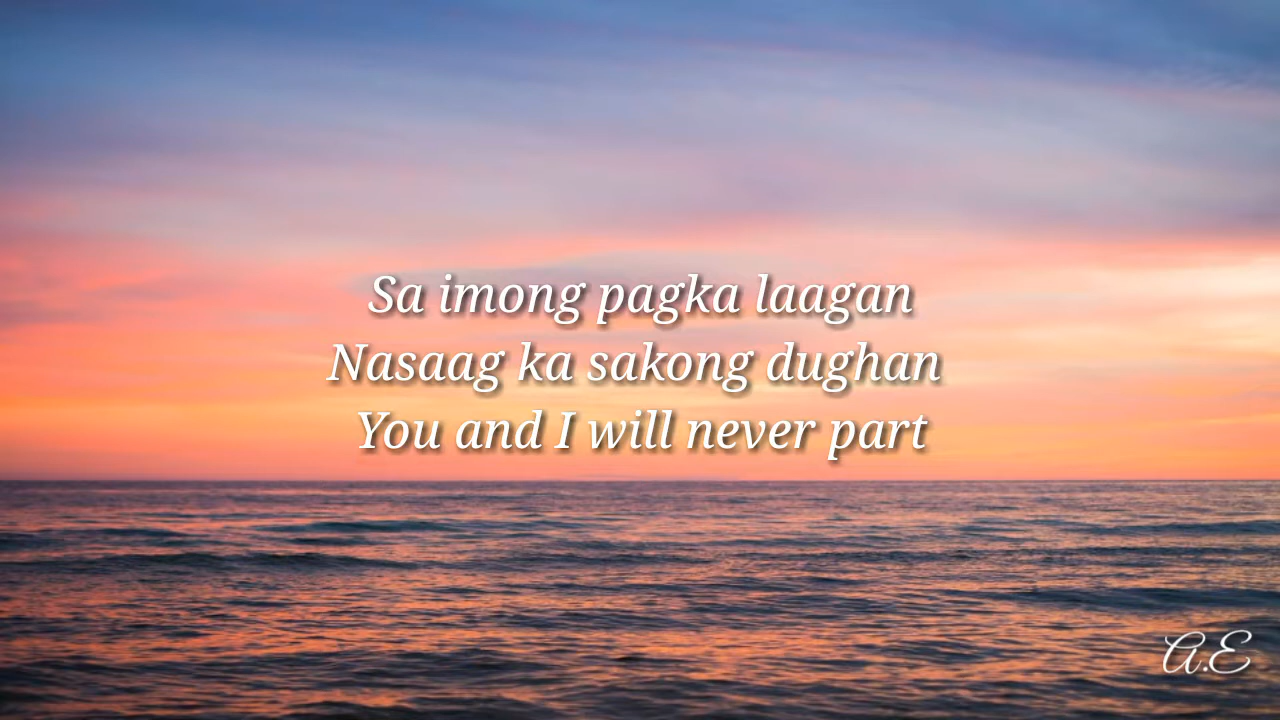 Sa imong pagka laagan
Nasaag ka sakong dughan
You and I will never part
A.E